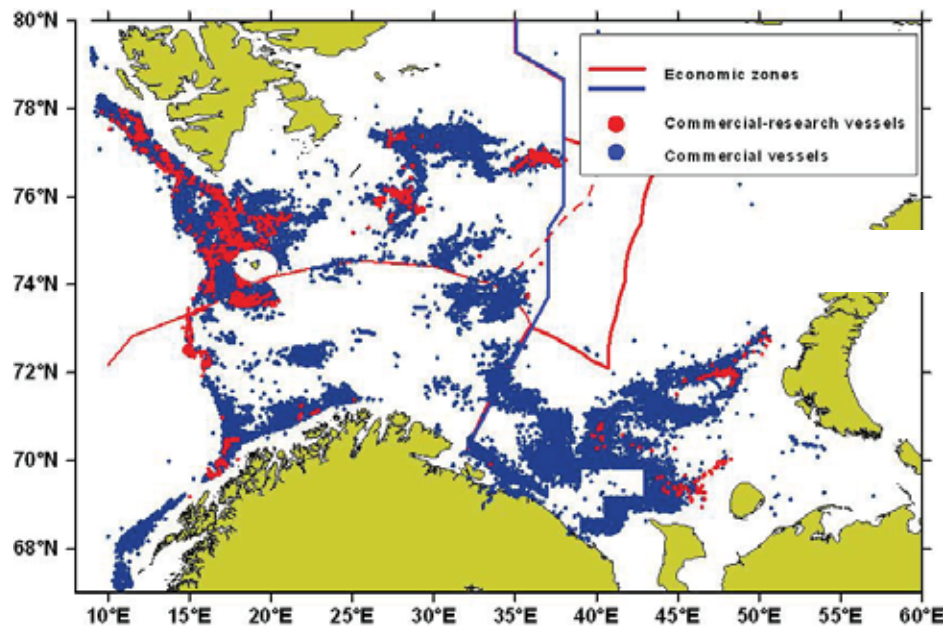 80°N
78°N
76°N
74°N
72°N
70°N
68°N
Economic zones
Commercial-research vessels
Commercial vessels
10°E 15°E 20°E 25°E 30°E 35°E 40°E 45°E 50°E 55°E 60°E